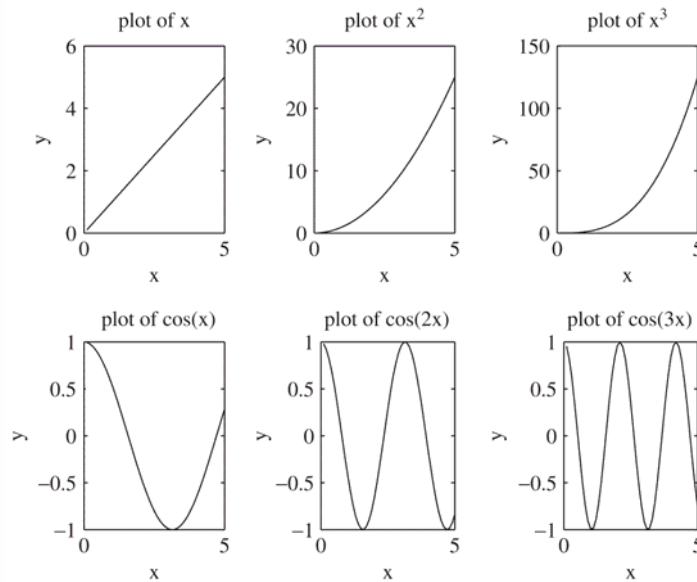 plot of x
6
4
2
0
y
0
5
x
plot of x²
30
20
10
0
y
0
5
x
plot of x³
150
100
50
0
y
0
5
x
plot of cos(x)
1
0.5
0
−0.5
−1
y
0
5
x
plot of cos(2x)
1
0.5
0
−0.5
−1
y
0
5
x
plot of cos(3x)
1
0.5
0
−0.5
−1
y
0
5
x